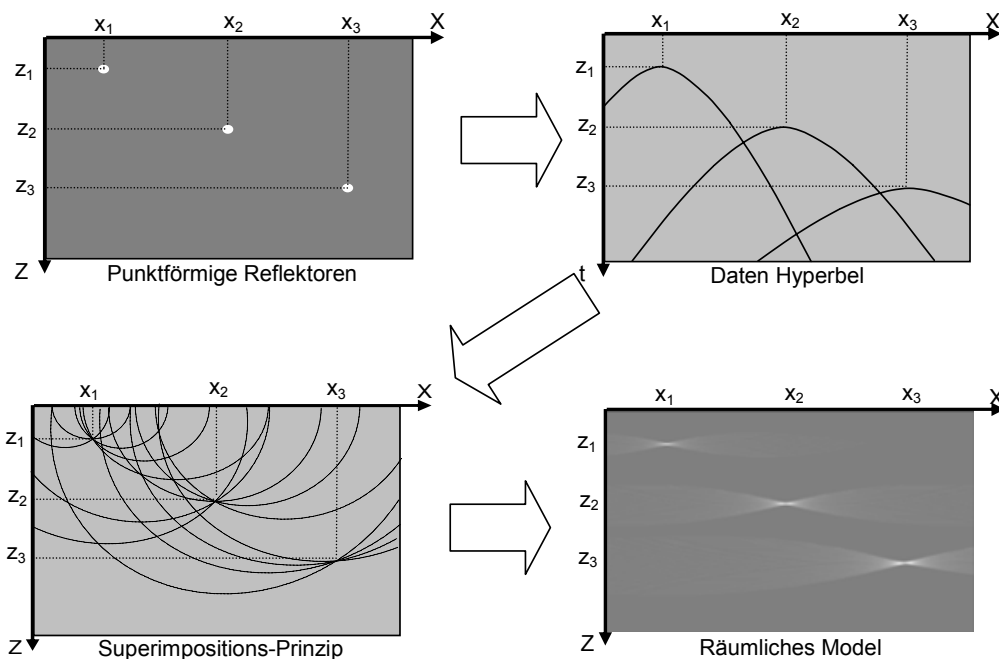 x1 x2 x3 X
z1
z2
z3
Z
Punktförmige Reflektoren
x1 x2 x3 X
z1
z2
z3
t
Daten Hyperbel
x1 x2 x3 X
z1
z2
z3
Z
Superimpositions-Prinzip
x1 x2 x3 X
z1
z2
z3
Z
Räumliches Model